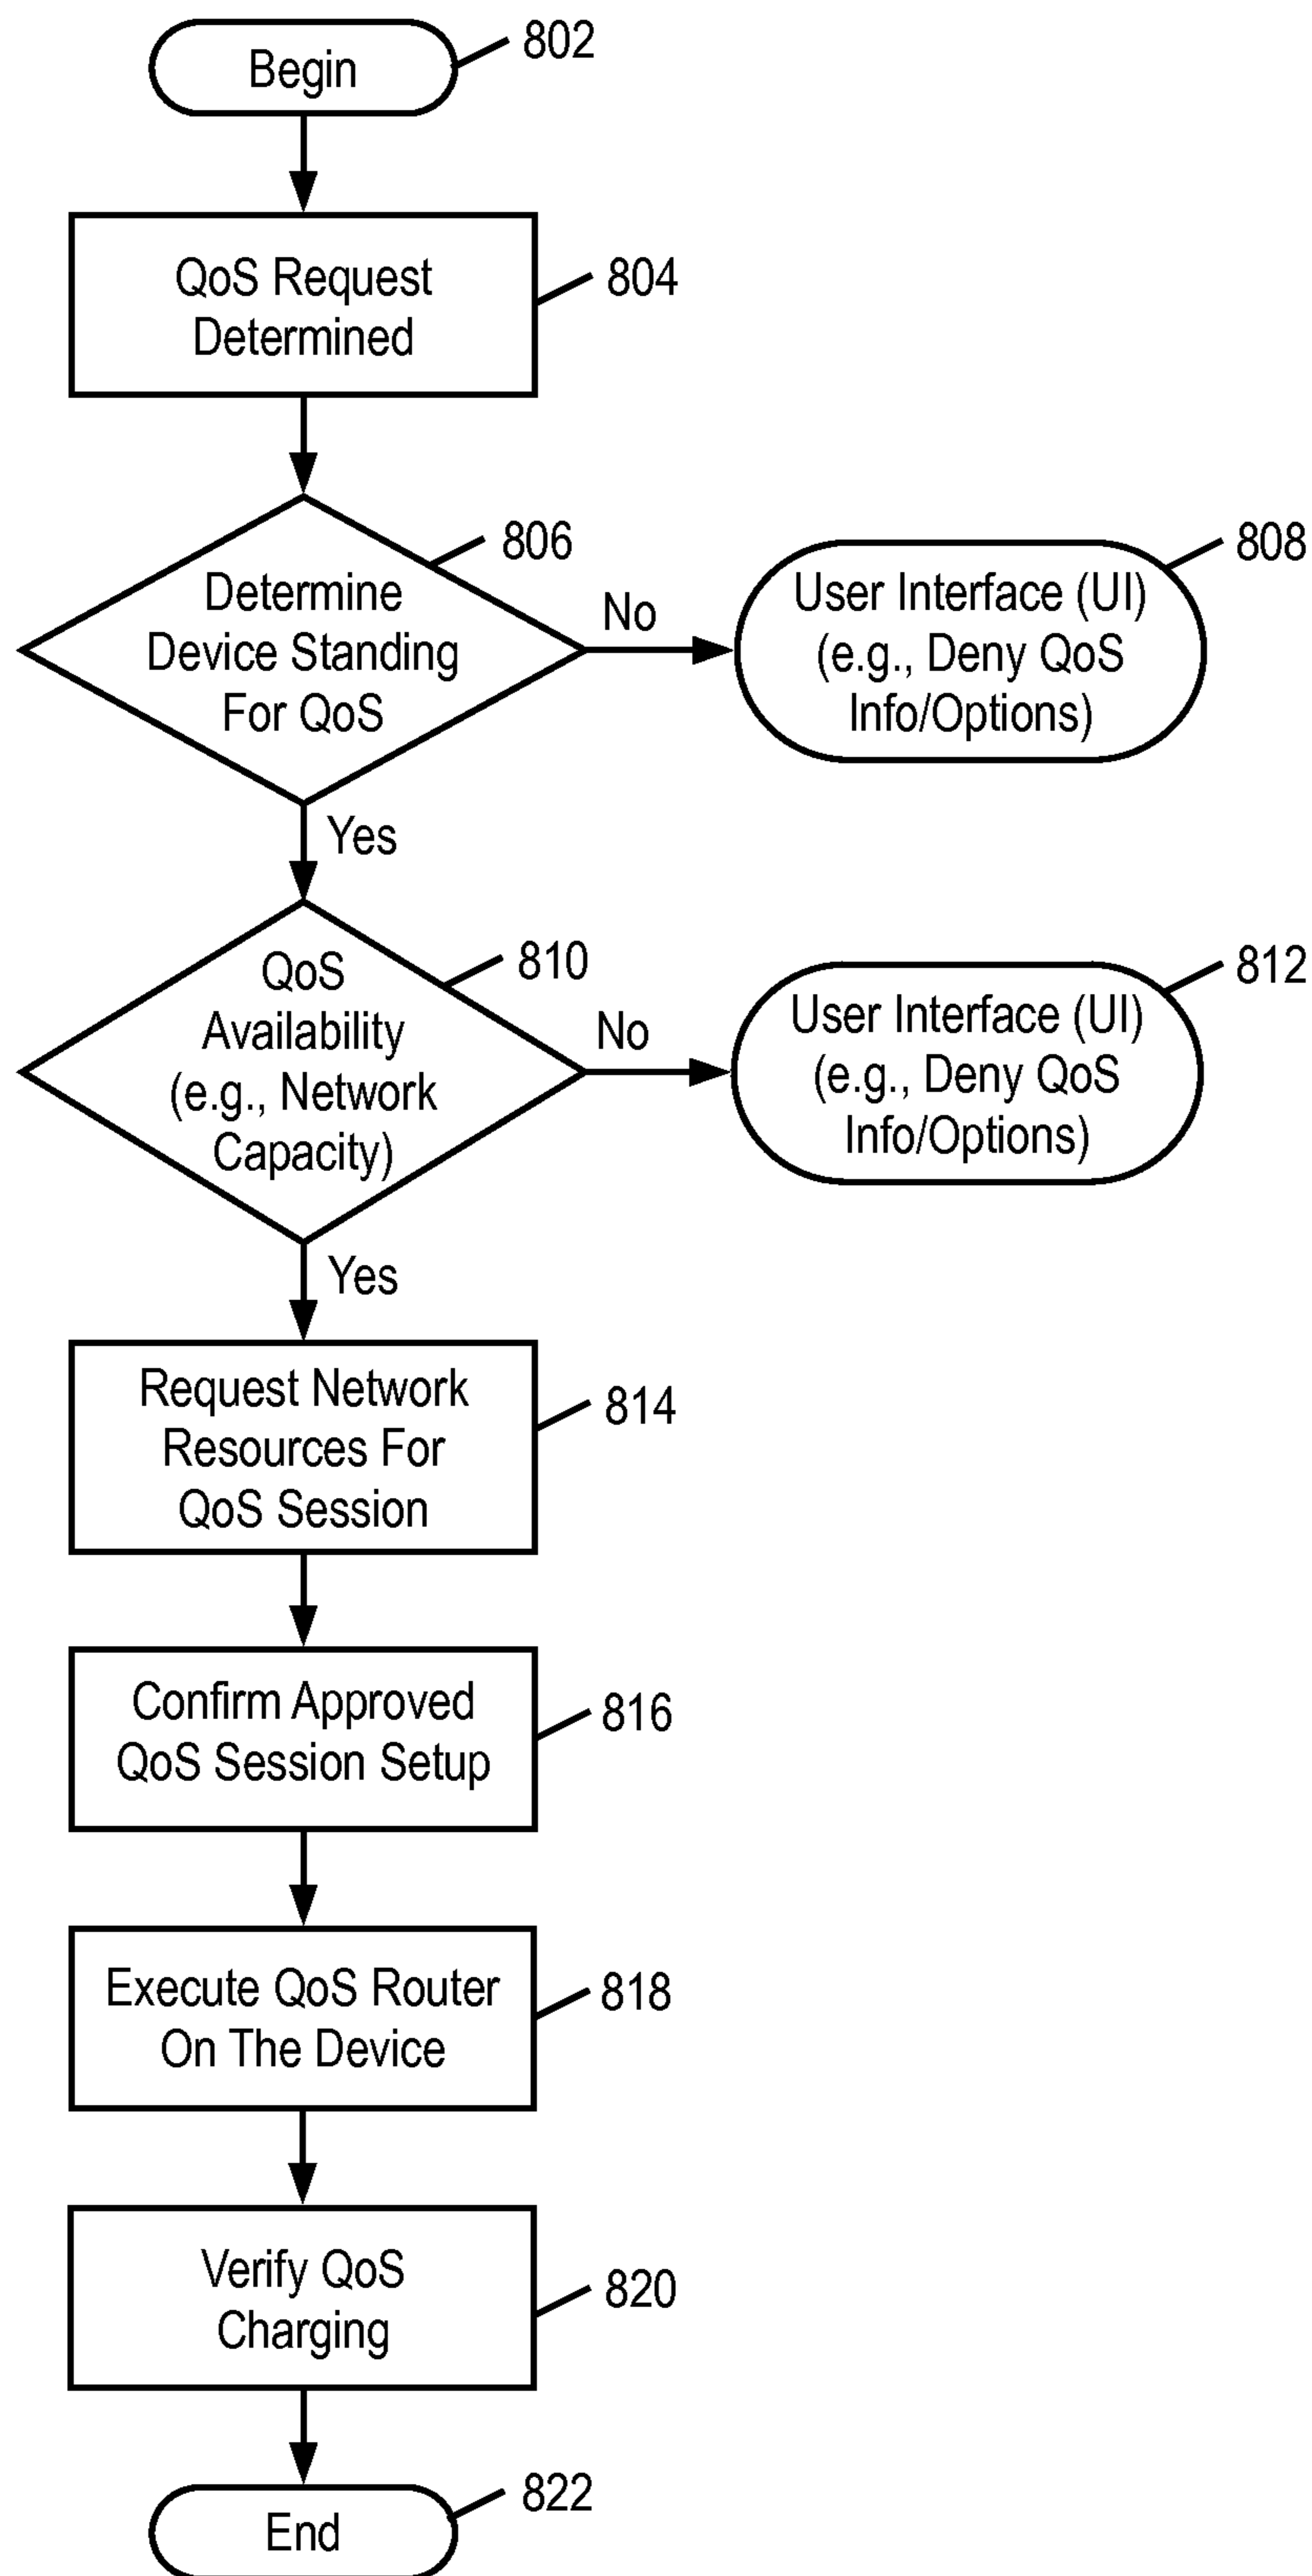 Begin
802
QoS Request
Determined
804
806
Determine
Device Standing
For QoS
No
808
User Interface (UI)
(e.g., Deny QoS
Info/Options)
Yes
810
QoS
Availability
(e.g., Network
Capacity)
No
812
User Interface (UI)
(e.g., Deny QoS
Info/Options)
Yes
Request Network
Resources For
QoS Session
814
Confirm Approved
QoS Session Setup
816
Execute QoS Router
On The Device
818
Verify QoS
Charging
820
End
822